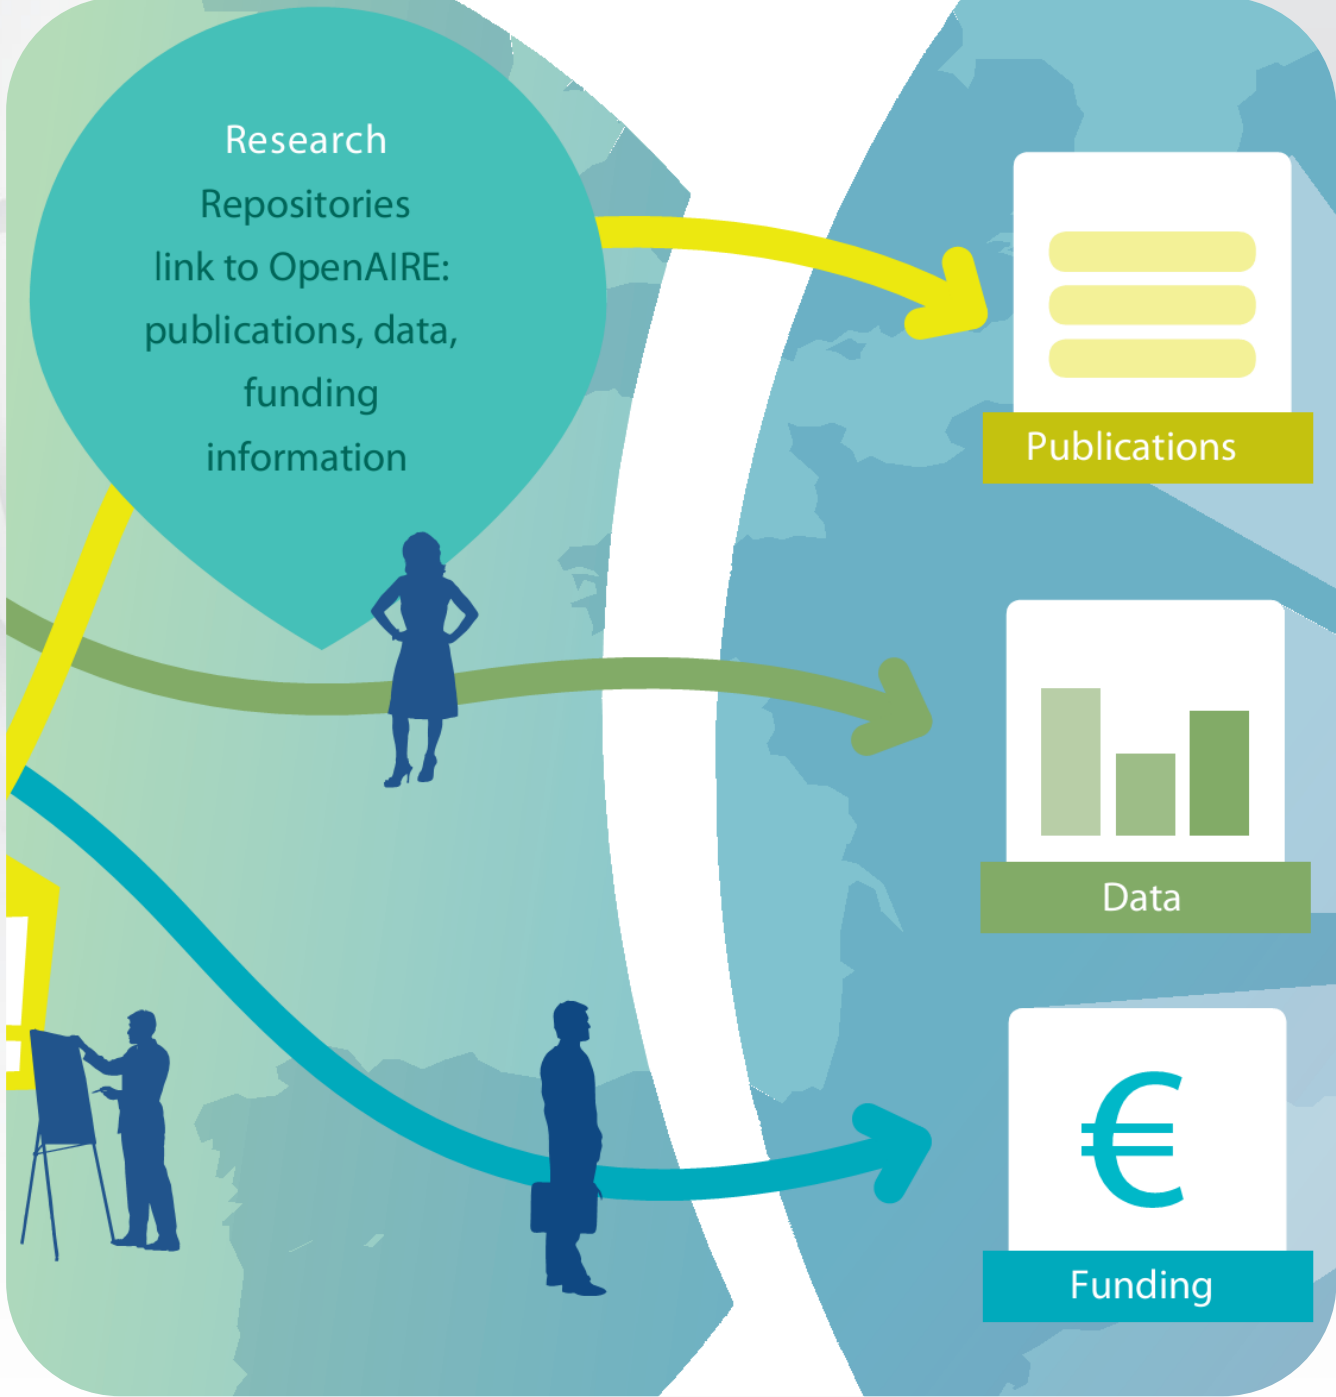 Research
Repositories
link to OpenAIRE:
publications, data,
funding
information
Publications
Data
!
€
Funding